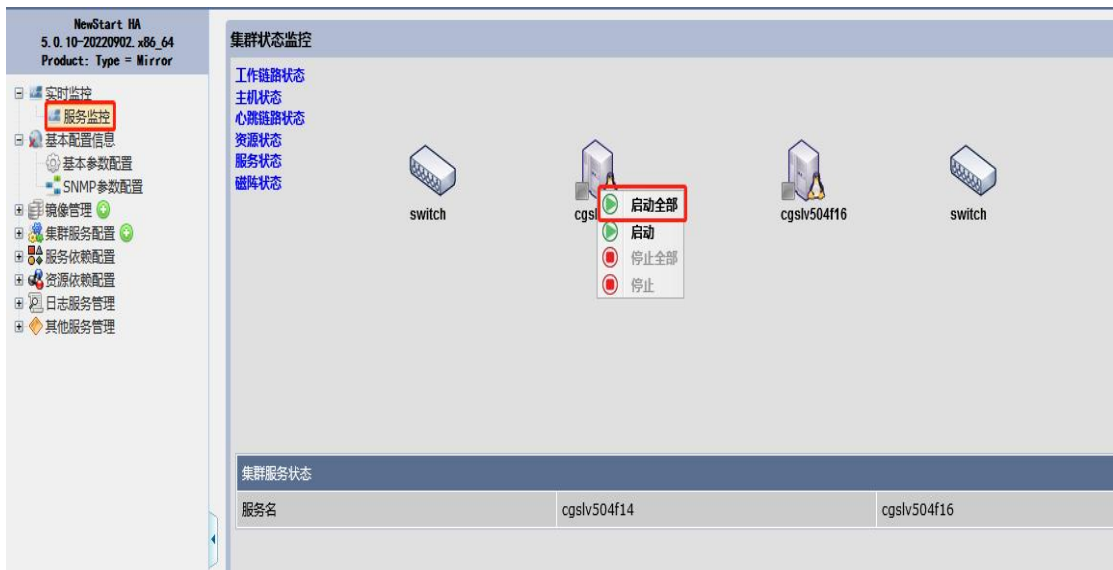 NewStart HA
5.0.10-20220902.x86_64
Product: Type = Mirror
实时监控
服务监控
基本配置信息
基本参数配置
SNMP参数配置
镜像管理
集群服务配置
服务依赖配置
资源依赖配置
日志服务管理
其他服务管理
集群状态监控
工作链路状态
主机状态
心跳链路状态
资源状态
服务状态
磁阵状态
switch
cgsl
cgslv504f16
switch
启动全部
启动
停止全部
停止
集群服务状态
服务名 cgslv504f14 cgslv504f16